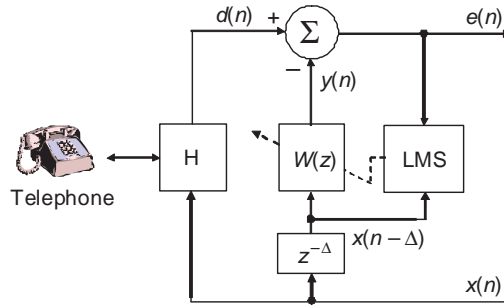 d(n)
+
Σ
e(n)
−
y(n)
H
W(z)
LMS
Telephone
z^{−Δ}
x(n − Δ)
x(n)